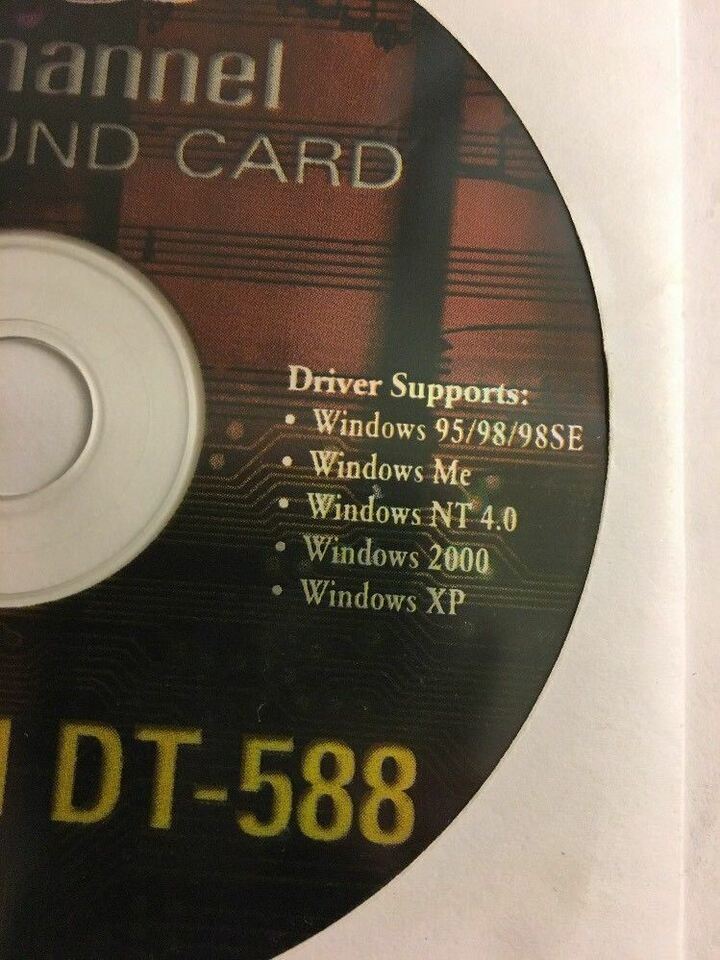 hannel
UND CARD
Driver Supports:
• Windows 95/98/98SE
• Windows Me
• Windows NT 4.0
• Windows 2000
• Windows XP
DT-588